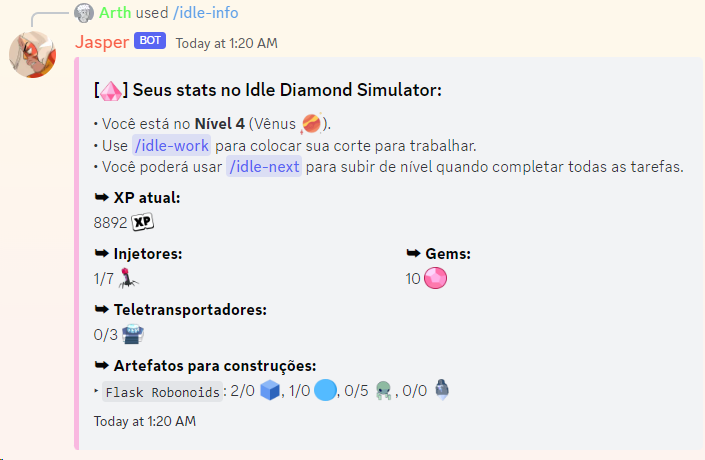 Arth used /idle-info
Jasper BOT Today at 1:20 AM
[ ] Seus stats no Idle Diamond Simulator:
• Você está no Nível 4 (Vênus ).
• Use /idle-work para colocar sua corte para trabalhar.
• Você poderá usar /idle-next para subir de nível quando completar todas as tarefas.
➥ XP atual:
8892 XP
➥ Injetores: ➥ Gems:
1/7 10
➥ Teletransportadores:
0/3
➥ Artefatos para construções:
‣ Flask Robonoids: 2/0 , 1/0 , 0/5 , 0/0
Today at 1:20 AM